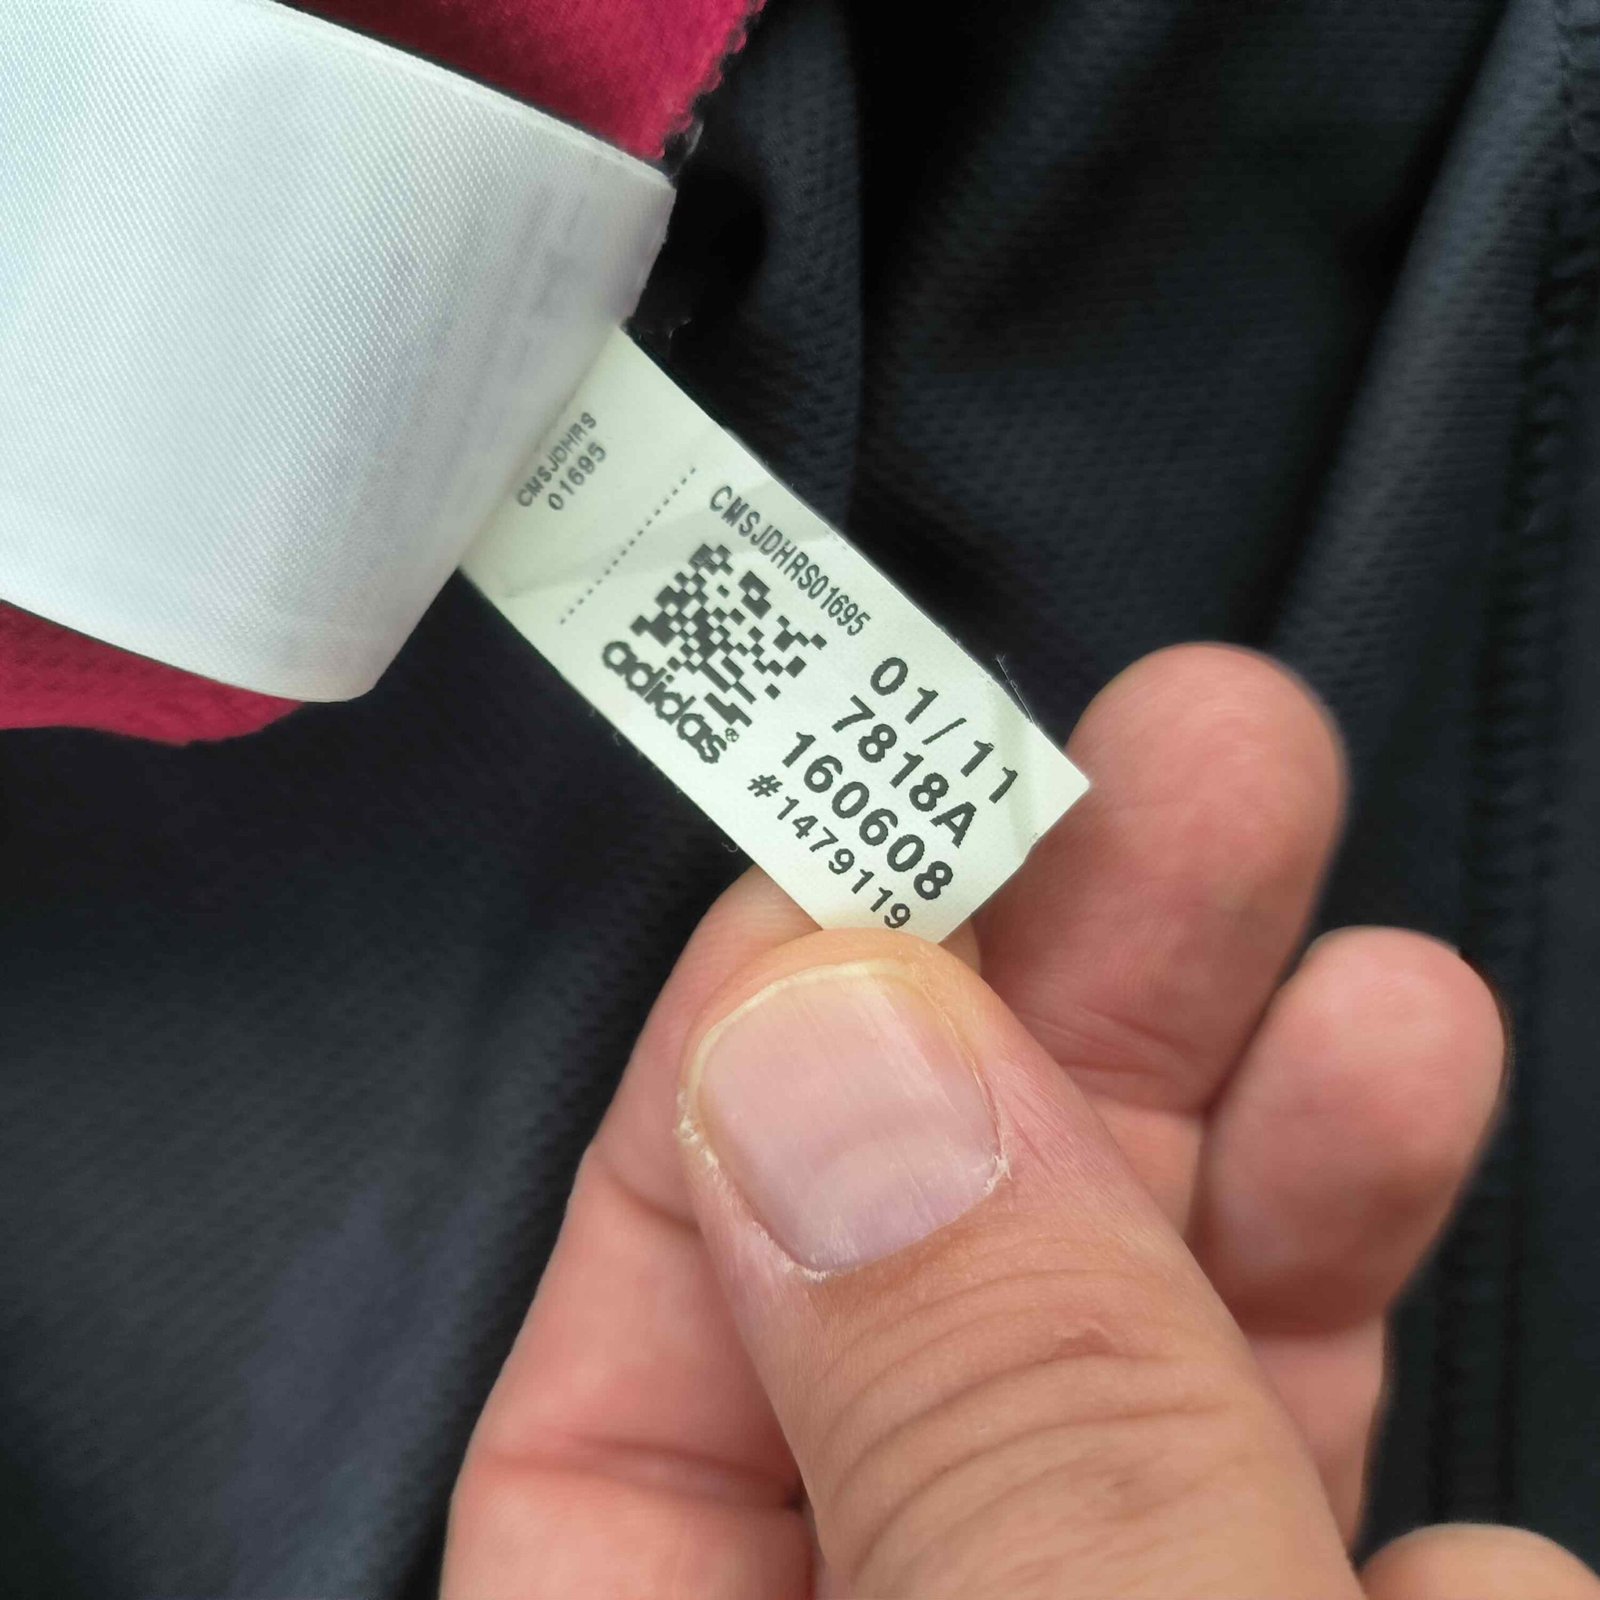 CMSJDHRS
01695
CMSJDHRS01695
adidas®
01/11
7818A
160608
#1479119